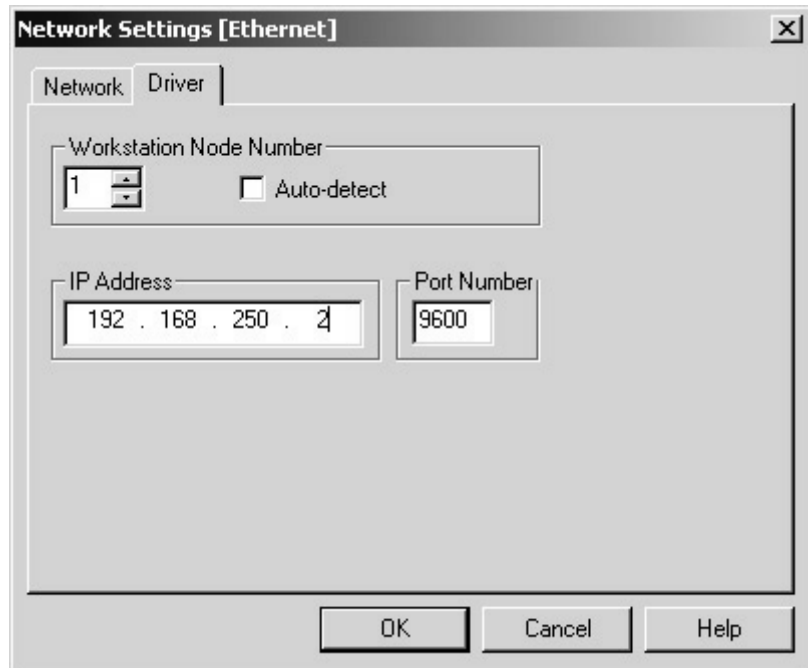 Network Settings [Ethernet]
Network Driver
Workstation Node Number
1 Auto-detect
IP Address Port Number
192 . 168 . 250 . 2 9600
OK Cancel Help